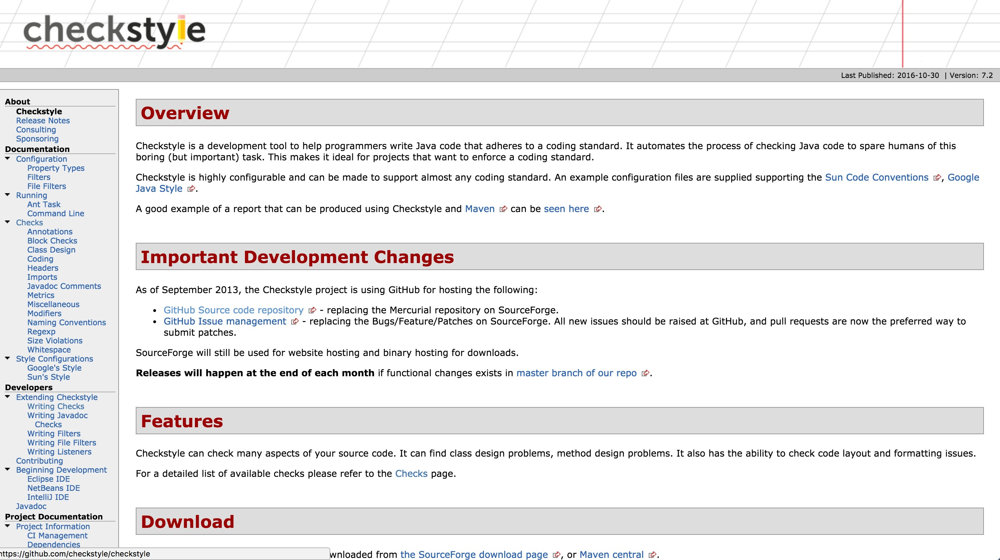 checkstyle
Last Published: 2016-10-30 | Version: 7.2
About
Checkstyle
Release Notes
Consulting
Sponsoring
Documentation
Configuration
Property Types
Filters
File Filters
Running
Ant Task
Command Line
Checks
Annotations
Block Checks
Class Design
Coding
Headers
Imports
Javadoc Comments
Metrics
Miscellaneous
Modifiers
Naming Conventions
Regexp
Size Violations
Whitespace
Style Configurations
Google's Style
Sun's Style
Developers
Extending Checkstyle
Writing Checks
Writing Javadoc
Checks
Writing Filters
Writing File Filters
Writing Listeners
Contributing
Beginning Development
Eclipse IDE
NetBeans IDE
IntelliJ IDE
Javadoc
Project Documentation
Project Information
CI Management
Dependencies
https://github.com/checkstyle/checkstyle
Overview
Checkstyle is a development tool to help programmers write Java code that adheres to a coding standard. It automates the process of checking Java code to spare humans of this
boring (but important) task. This makes it ideal for projects that want to enforce a coding standard.
Checkstyle is highly configurable and can be made to support almost any coding standard. An example configuration files are supplied supporting the Sun Code Conventions , Google
Java Style .
A good example of a report that can be produced using Checkstyle and Maven can be seen here .
Important Development Changes
As of September 2013, the Checkstyle project is using GitHub for hosting the following:
• GitHub Source code repository - replacing the Mercurial repository on SourceForge.
• GitHub Issue management - replacing the Bugs/Feature/Patches on SourceForge. All new issues should be raised at GitHub, and pull requests are now the preferred way to
submit patches.
SourceForge will still be used for website hosting and binary hosting for downloads.
Releases will happen at the end of each month if functional changes exists in master branch of our repo .
Features
Checkstyle can check many aspects of your source code. It can find class design problems, method design problems. It also has the ability to check code layout and formatting issues.
For a detailed list of available checks please refer to the Checks page.
Download
wnloaded from the SourceForge download page , or Maven central .